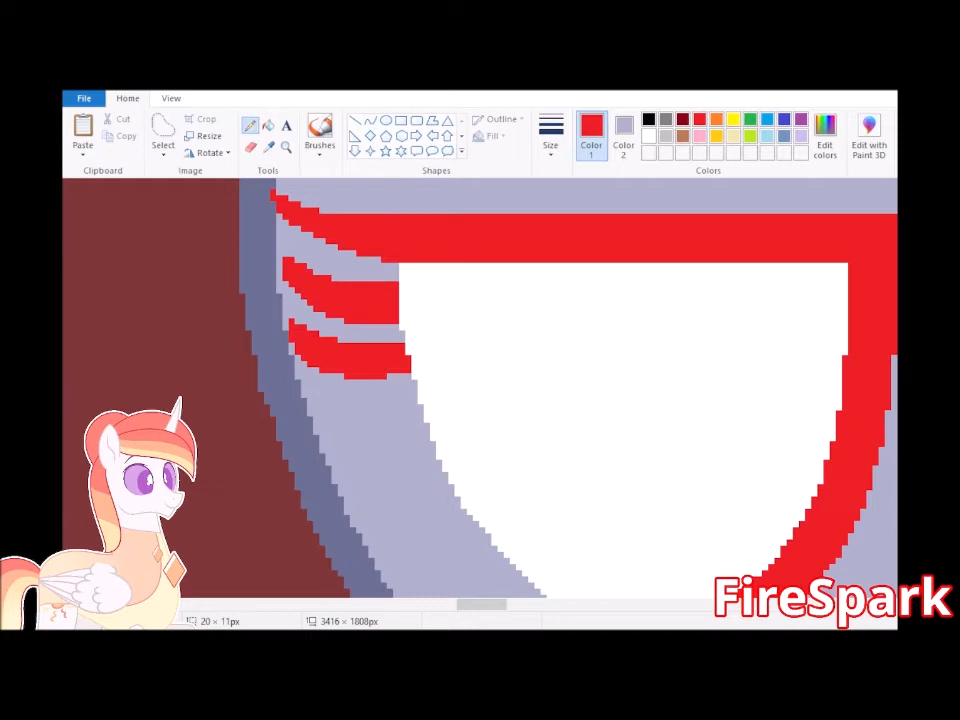 File Home View
Cut
Copy
Paste
Clipboard
Crop
Resize
Rotate
Select
Image
Tools
Brushes
Outline
Fill
Shapes
Size
Color 1
Color 2
Edit colors
Colors
Edit with Paint 3D
FireSpark
20 × 11px
3416 × 1808px